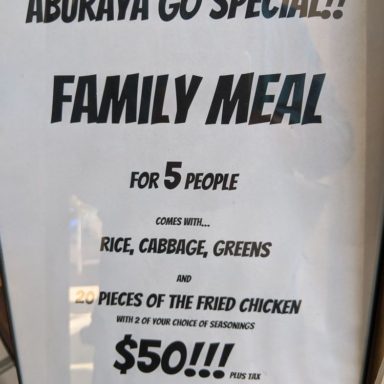 ABURAYA GO SPECIAL!!
FAMILY MEAL
FOR 5 PEOPLE
COMES WITH...
RICE, CABBAGE, GREENS
AND
20 PIECES OF THE FRIED CHICKEN
WITH 2 OF YOUR CHOICE OF SEASONINGS
$50!!! PLUS TAX